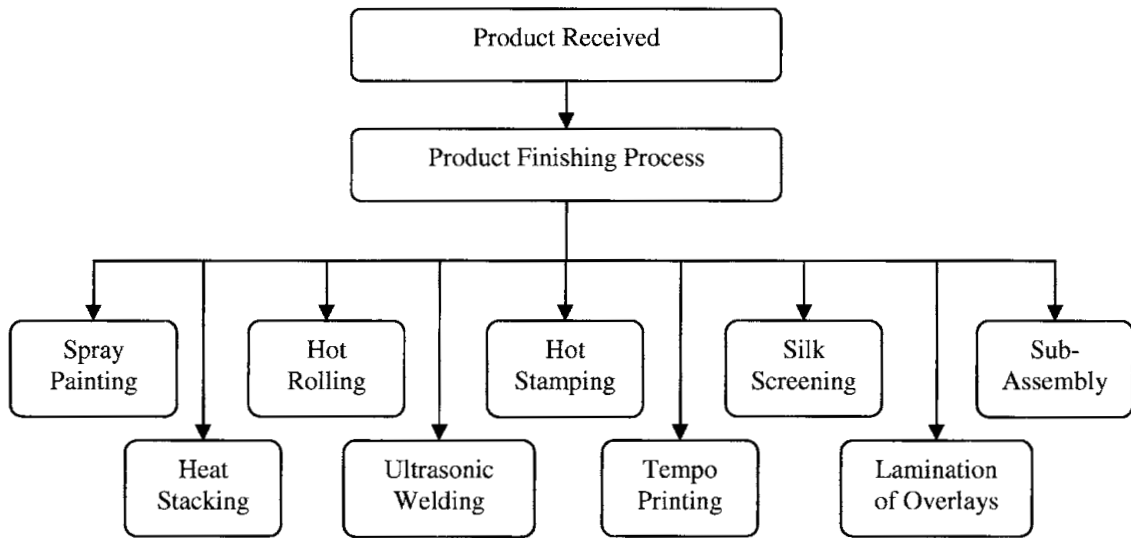 Product Received
Product Finishing Process
Spray
Painting
Hot
Rolling
Hot
Stamping
Silk
Screening
Sub-
Assembly
Heat
Stacking
Ultrasonic
Welding
Tempo
Printing
Lamination
of Overlays